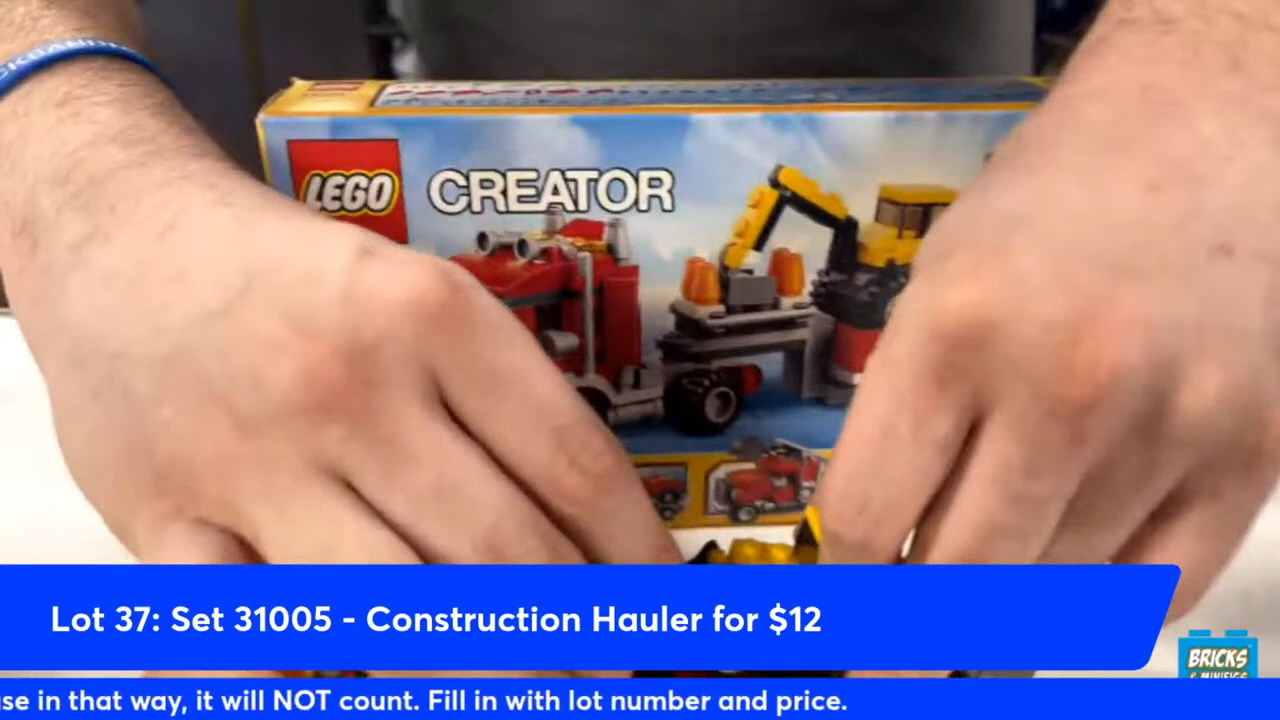 LEGO
CREATOR
Lot 37: Set 31005 - Construction Hauler for $12
BRICKS
& MINIFIGS
se in that way, it will NOT count. Fill in with lot number and price.